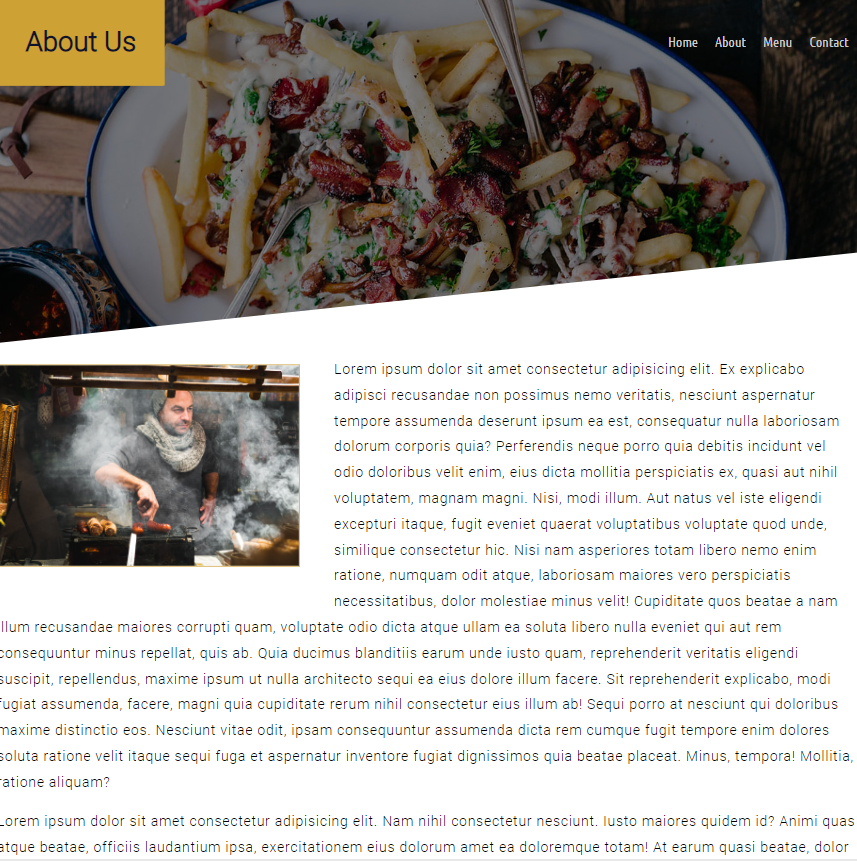 About Us
Home About Menu Contact
Lorem ipsum dolor sit amet consectetur adipisicing elit. Ex explicabo
adipisci recusandae non possimus nemo veritatis, nesciunt aspernatur
tempore assumenda deserunt ipsum ea est, consequatur nulla laboriosam
dolorum corporis quia? Perferendis neque porro quia debitis incidunt vel
odio doloribus velit enim, eius dicta mollitia perspiciatis ex, quasi aut nihil
voluptatem, magnam magni. Nisi, modi illum. Aut natus vel iste eligendi
excepturi itaque, fugit eveniet quaerat voluptatibus voluptate quod unde,
similique consectetur hic. Nisi nam asperiores totam libero nemo enim
ratione, numquam odit atque, laboriosam maiores vero perspiciatis
necessitatibus, dolor molestiae minus velit! Cupiditate quos beatae a nam
illum recusandae maiores corrupti quam, voluptate odio dicta atque ullam ea soluta libero nulla eveniet qui aut rem
consequuntur minus repellat, quis ab. Quia ducimus blanditiis earum unde iusto quam, reprehenderit veritatis eligendi
suscipit, repellendus, maxime ipsum ut nulla architecto sequi ea eius dolore illum facere. Sit reprehenderit explicabo, modi
fugiat assumenda, facere, magni quia cupiditate rerum nihil consectetur eius illum ab! Sequi porro at nesciunt qui doloribus
maxime distinctio eos. Nesciunt vitae odit, ipsam consequuntur assumenda dicta rem cumque fugit tempore enim dolores
soluta ratione velit itaque sequi fuga et aspernatur inventore fugiat dignissimos quia beatae placeat. Minus, tempora! Mollitia,
ratione aliquam?
Lorem ipsum dolor sit amet consectetur adipisicing elit. Nam nihil consectetur nesciunt. Iusto maiores quidem id? Animi quas
atque beatae, officiis laudantium ipsa, exercitationem eius dolorum amet ea doloremque totam! At earum quasi beatae, dolor